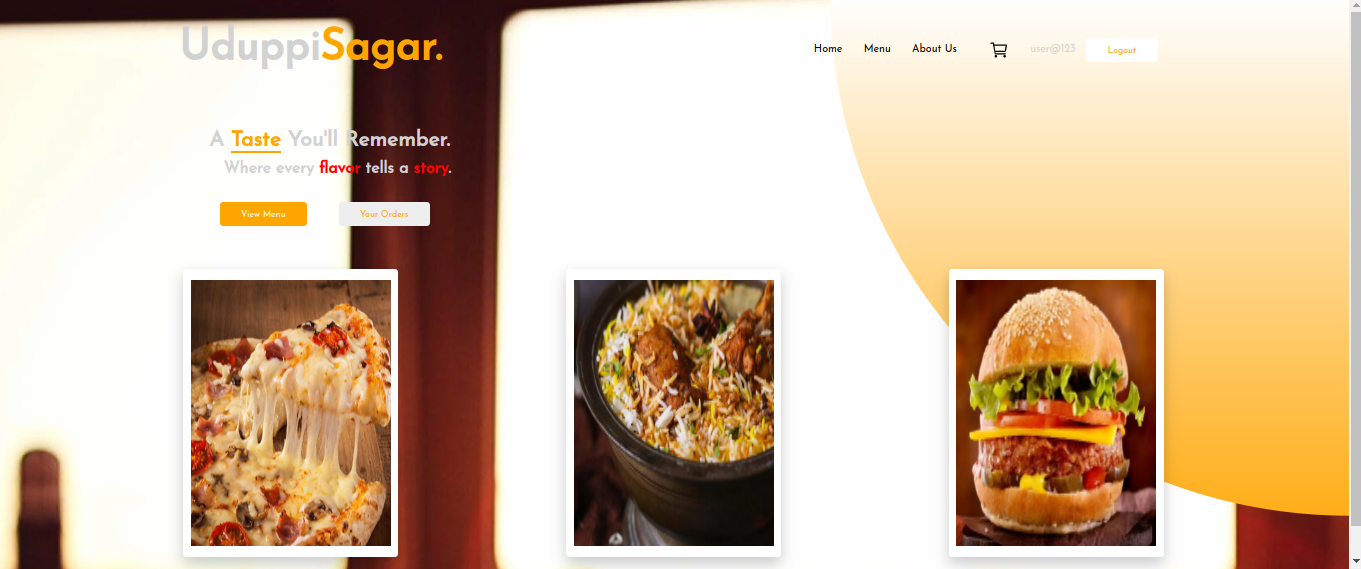 UduppiSagar.
Home Menu About Us user@123 Logout
A Taste You'll Remember.
Where every flavor tells a story.
View Menu Your Orders